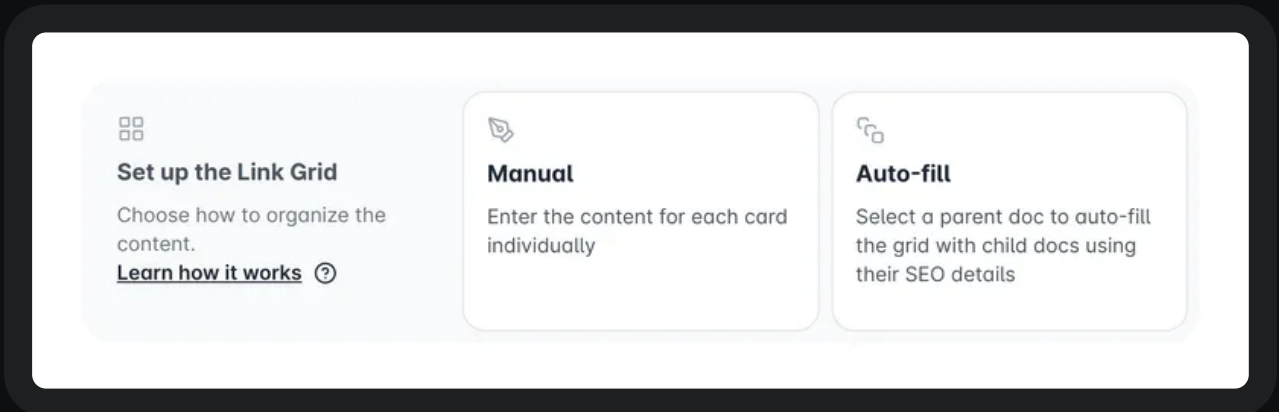 Set up the Link Grid
Choose how to organize the
content.
Learn how it works
Manual
Enter the content for each card
individually
Auto-fill
Select a parent doc to auto-fill
the grid with child docs using
their SEO details